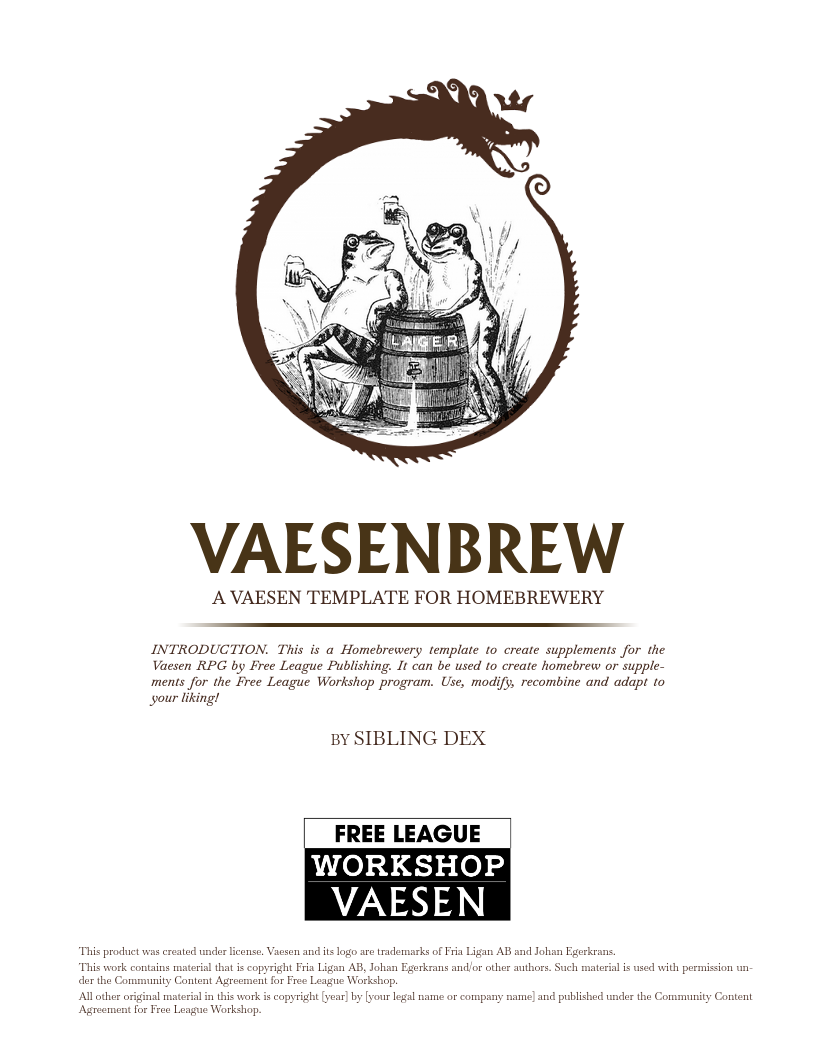 LAGER
VAESENBREW
A VAESEN TEMPLATE FOR HOMEBREWERY
INTRODUCTION. This is a Homebrewery template to create supplements for the
Vaesen RPG by Free League Publishing. It can be used to create homebrew or supple-
ments for the Free League Workshop program. Use, modify, recombine and adapt to
your liking!
BY SIBLING DEX
FREE LEAGUE
WORKSHOP
VAESEN
This product was created under license. Vaesen and its logo are trademarks of Fria Ligan AB and Johan Egerkrans.
This work contains material that is copyright Fria Ligan AB, Johan Egerkrans and/or other authors. Such material is used with permission un-
der the Community Content Agreement for Free League Workshop.
All other original material in this work is copyright [year] by [your legal name or company name] and published under the Community Content
Agreement for Free League Workshop.